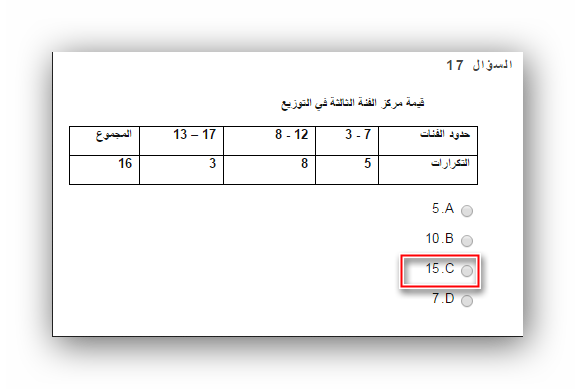 السؤال 17
قيمة مركز الفئة الثالثة في التوزيع
حدود الفئات 3 - 7 8 - 12 13 – 17 المجموع
التكرارات 5 8 3 16
5.A
10.B
15.C
7.D